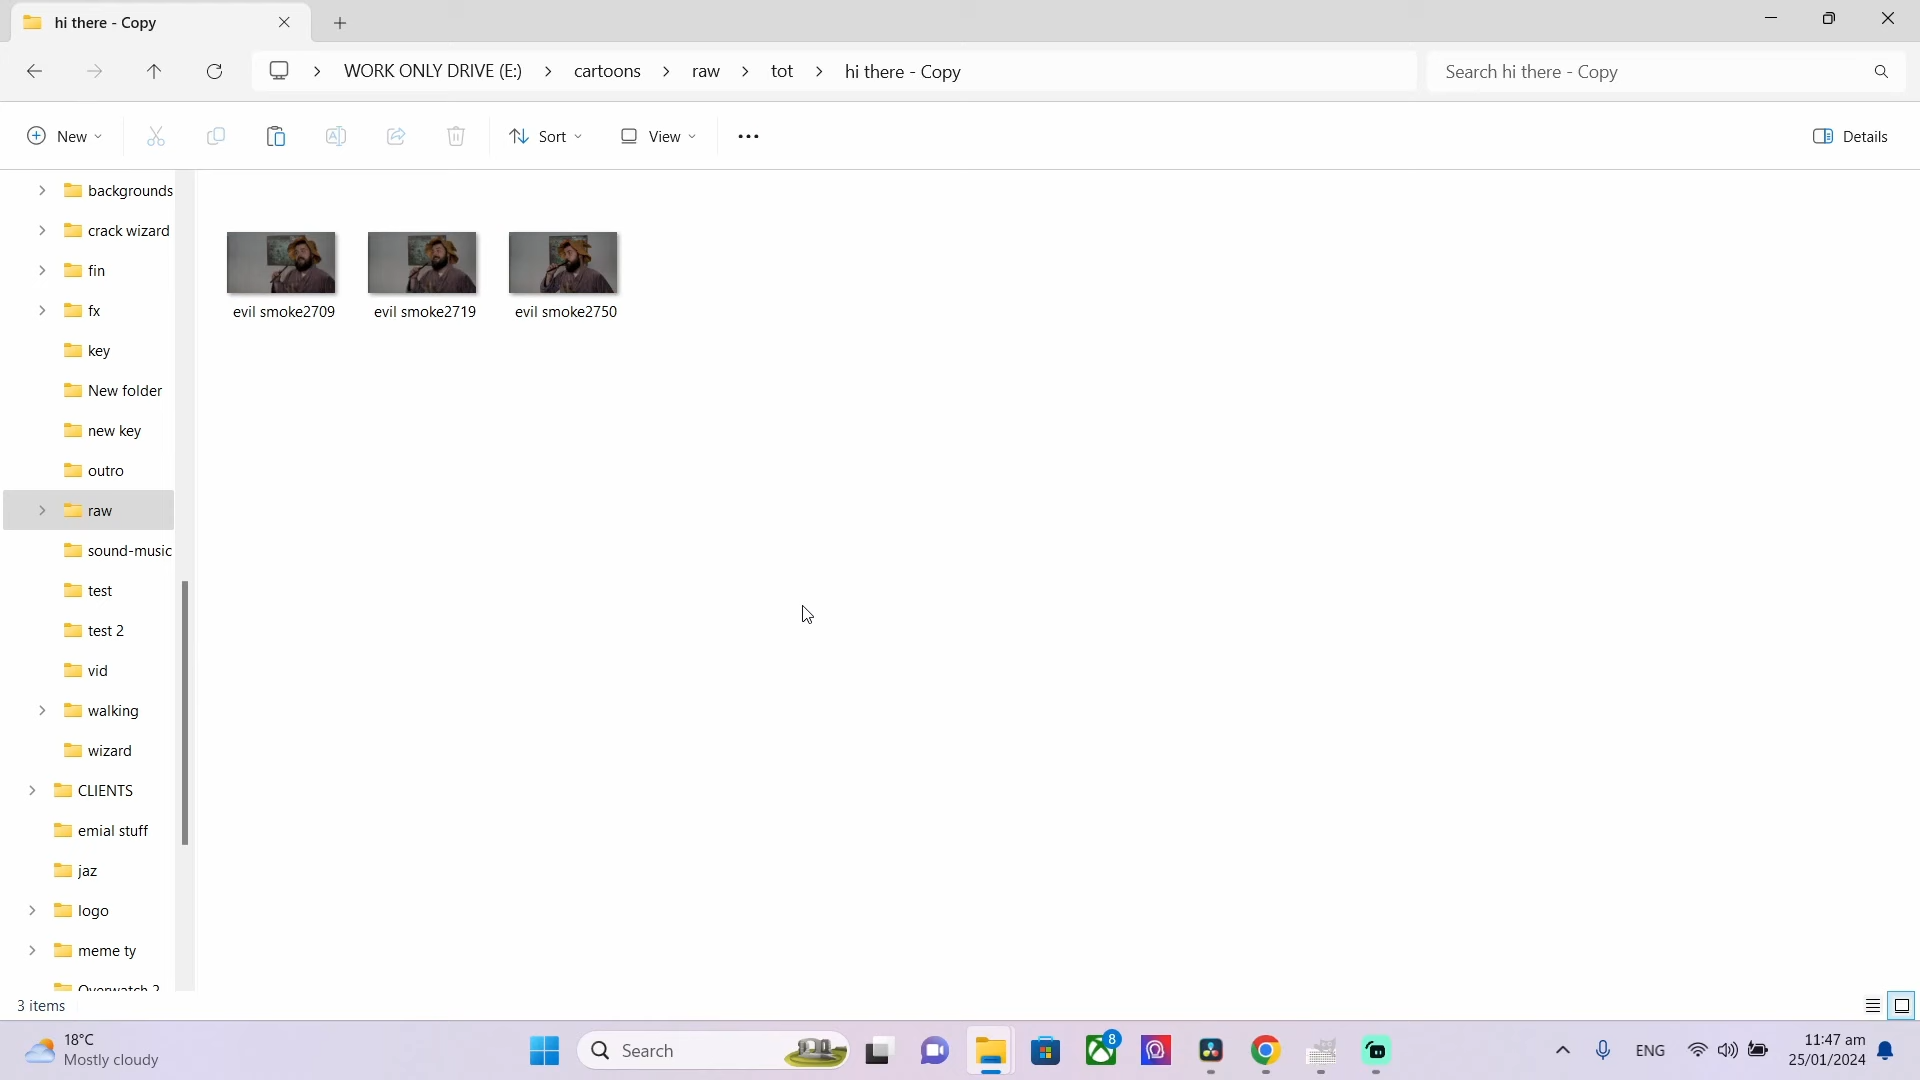 hi there - Copy
WORK ONLY DRIVE (E:) > cartoons > raw > tot > hi there - Copy
Search hi there - Copy
New
Sort
View
Details
backgrounds
crack wizard
fin
fx
key
New folder
new key
outro
raw
sound-music
test
test 2
vid
walking
wizard
CLIENTS
emial stuff
jaz
logo
meme ty
Overwatch 2
evil smoke2709
evil smoke2719
evil smoke2750
3 items
18°C
Mostly cloudy
Search
8
ENG
11:47 am
25/01/2024